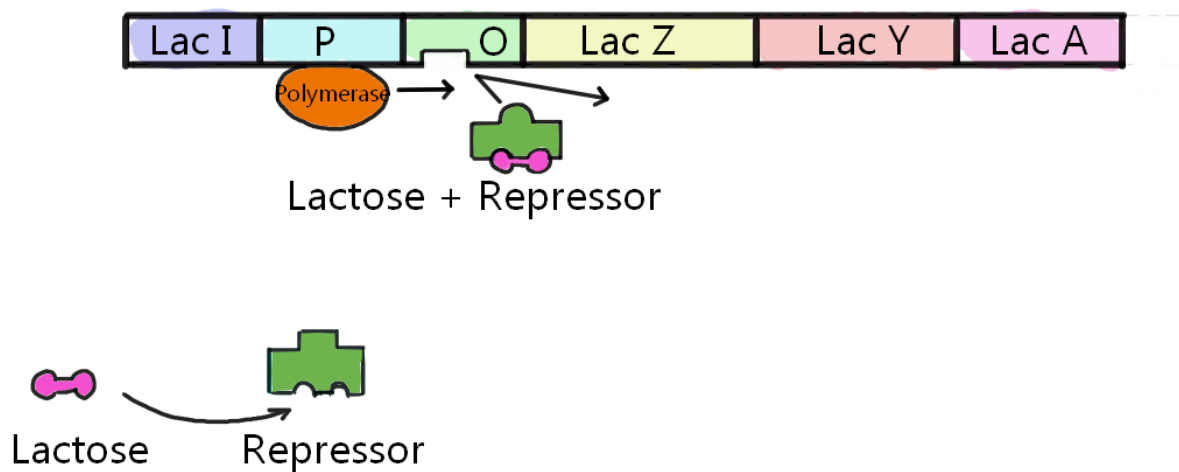 Lac I P O Lac Z Lac Y Lac A
Polymerase
Lactose + Repressor
Lactose Repressor